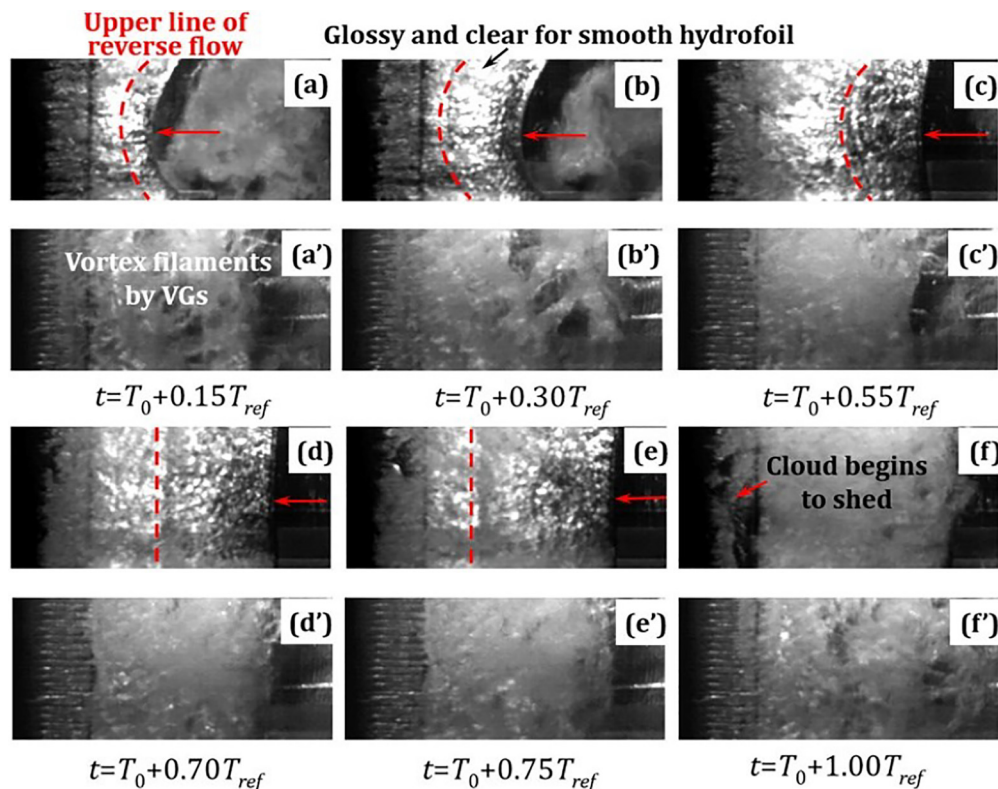 Upper line of
reverse flow
Glossy and clear for smooth hydrofoil
(a)
(b)
(c)
Vortex filaments
by VGs
(a')
(b')
(c')
t=T0+0.15Tref
t=T0+0.30Tref
t=T0+0.55Tref
(d)
(e)
(f)
Cloud begins
to shed
(d')
(e')
(f')
t=T0+0.70Tref
t=T0+0.75Tref
t=T0+1.00Tref